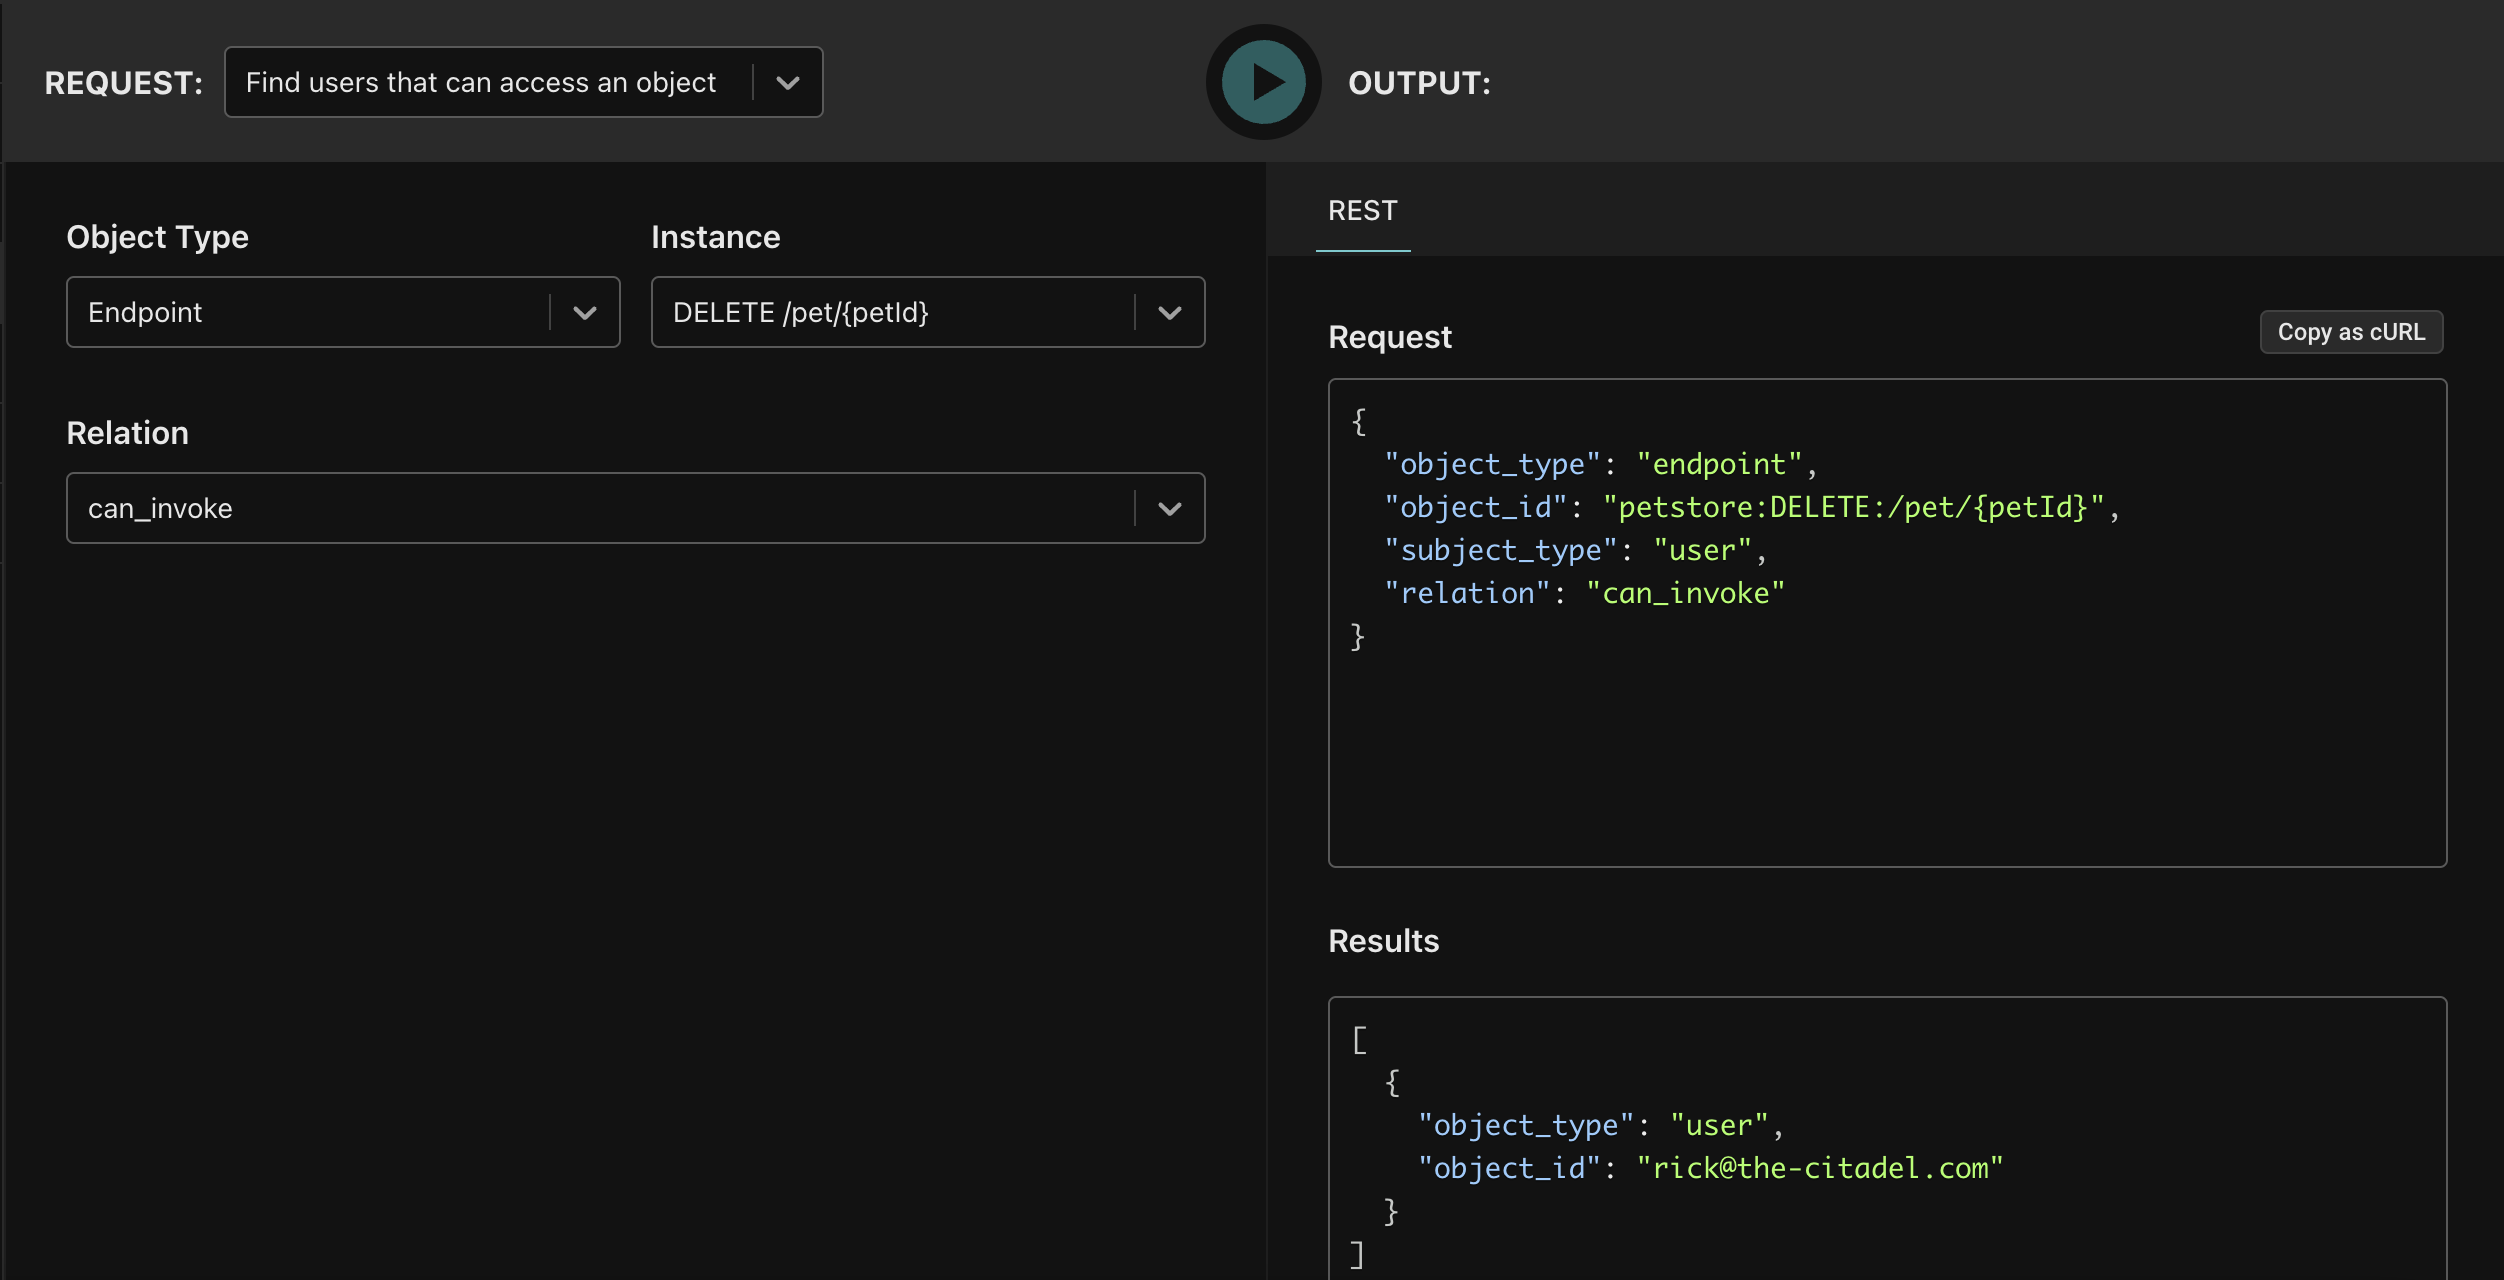 REQUEST:
Find users that can access an object
OUTPUT:
Object Type
Instance
Endpoint
DELETE /pet/{petId}
Relation
can_invoke
REST
Request
Copy as cURL
{
  "object_type": "endpoint",
  "object_id": "petstore:DELETE:/pet/{petId}",
  "subject_type": "user",
  "relation": "can_invoke"
}
Results
[
  {
    "object_type": "user",
    "object_id": "rick@the-citadel.com"
  }
]